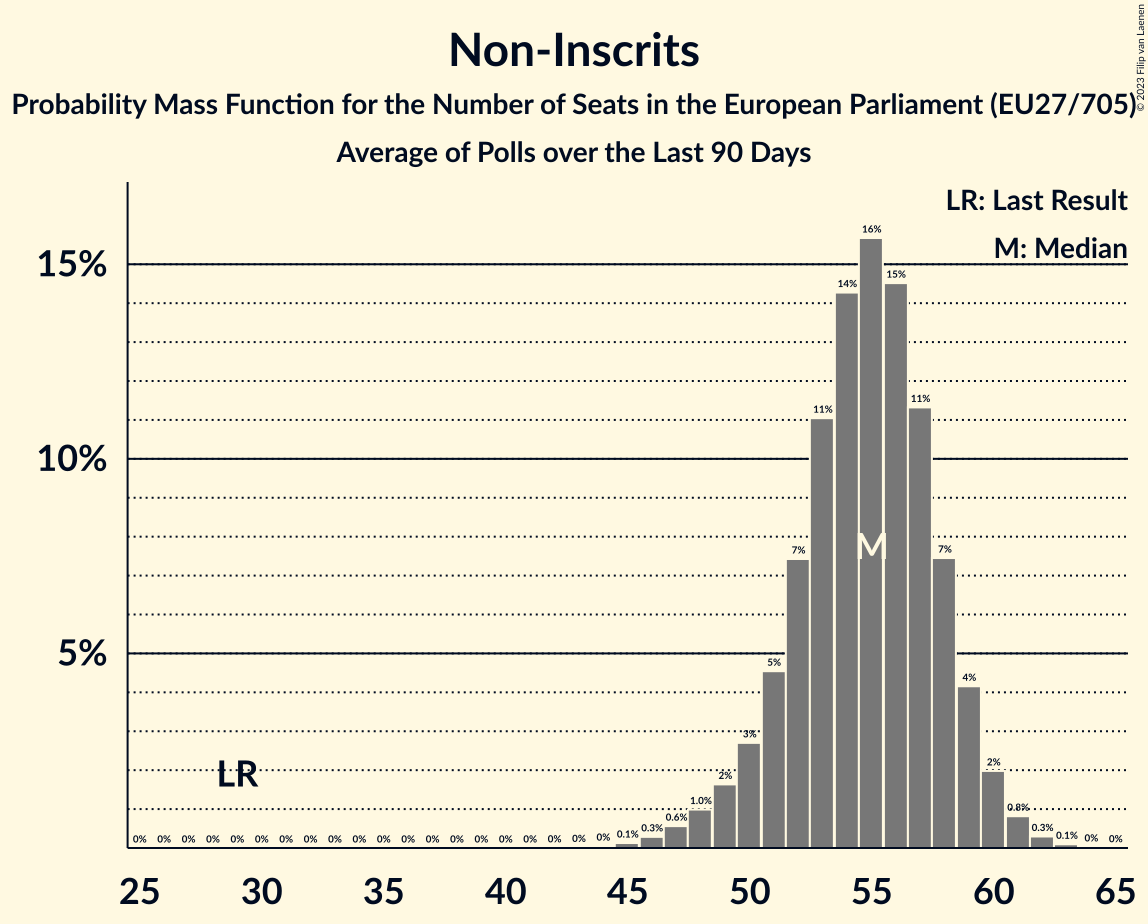 © 2023 Filip van Laenen
Non-Inscrits
Probability Mass Function for the Number of Seats in the European Parliament (EU27/705)
Average of Polls over the Last 90 Days
LR: Last Result
M: Median
15%
10%
5%
16%
15%
14%
11% 11%
7% 7%
5%
4%
3%
2% 2%
1.0%
0.8%
0.6%
0.3% 0.3%
0% 0% 0% 0% 0% 0% 0% 0% 0% 0% 0% 0% 0% 0% 0% 0% 0% 0% 0% 0% 0.1% 0.1% 0% 0%
M
LR
25 30 35 40 45 50 55 60 65